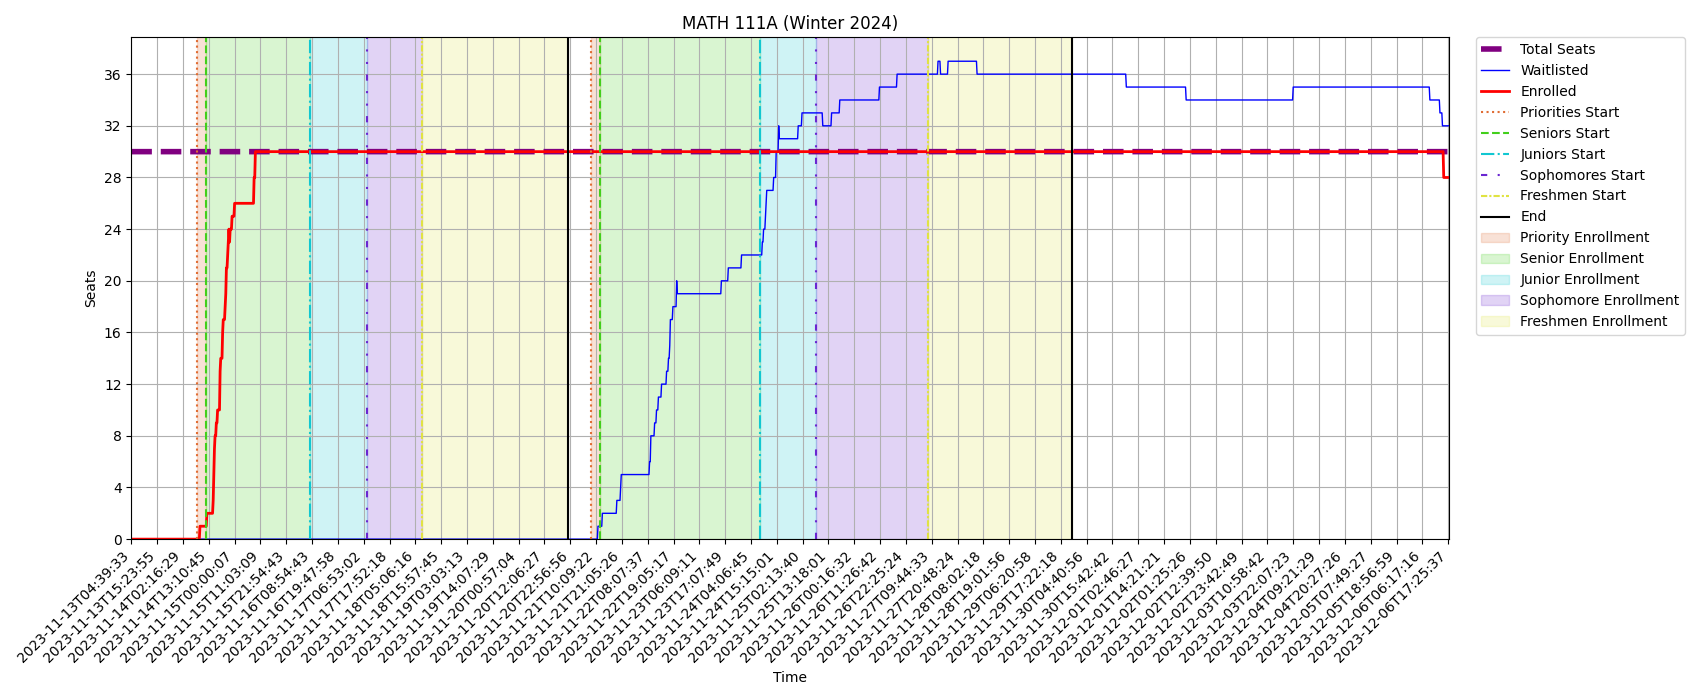 MATH 111A (Winter 2024)
Seats
36
32
28
24
20
16
12
8
4
0
2023-11-13T04:39:33
2023-11-13T15:23:55
2023-11-14T02:16:29
2023-11-14T13:10:45
2023-11-15T00:00:07
2023-11-15T11:03:09
2023-11-15T21:54:43
2023-11-16T08:54:43
2023-11-16T19:47:58
2023-11-17T06:53:02
2023-11-17T17:52:18
2023-11-18T05:06:16
2023-11-18T15:57:45
2023-11-19T03:03:13
2023-11-19T14:07:29
2023-11-20T00:57:04
2023-11-20T12:06:27
2023-11-20T22:56:56
2023-11-21T10:09:22
2023-11-21T21:05:26
2023-11-22T08:07:37
2023-11-22T19:05:17
2023-11-23T06:09:11
2023-11-23T17:07:49
2023-11-24T04:06:45
2023-11-24T15:15:01
2023-11-25T02:13:40
2023-11-25T13:18:01
2023-11-26T00:16:32
2023-11-26T11:26:42
2023-11-26T22:25:24
2023-11-27T09:44:33
2023-11-27T20:48:24
2023-11-28T08:02:18
2023-11-28T19:01:56
2023-11-29T06:20:58
2023-11-29T17:22:18
2023-11-30T04:40:56
2023-11-30T15:42:42
2023-12-01T02:46:27
2023-12-01T14:21:21
2023-12-02T01:25:26
2023-12-02T12:39:50
2023-12-02T23:42:49
2023-12-03T10:58:42
2023-12-03T22:07:23
2023-12-04T09:21:29
2023-12-04T20:27:26
2023-12-05T07:49:27
2023-12-05T18:56:59
2023-12-06T06:17:16
2023-12-06T17:25:37
Time
Total Seats
Waitlisted
Enrolled
Priorities Start
Seniors Start
Juniors Start
Sophomores Start
Freshmen Start
End
Priority Enrollment
Senior Enrollment
Junior Enrollment
Sophomore Enrollment
Freshmen Enrollment